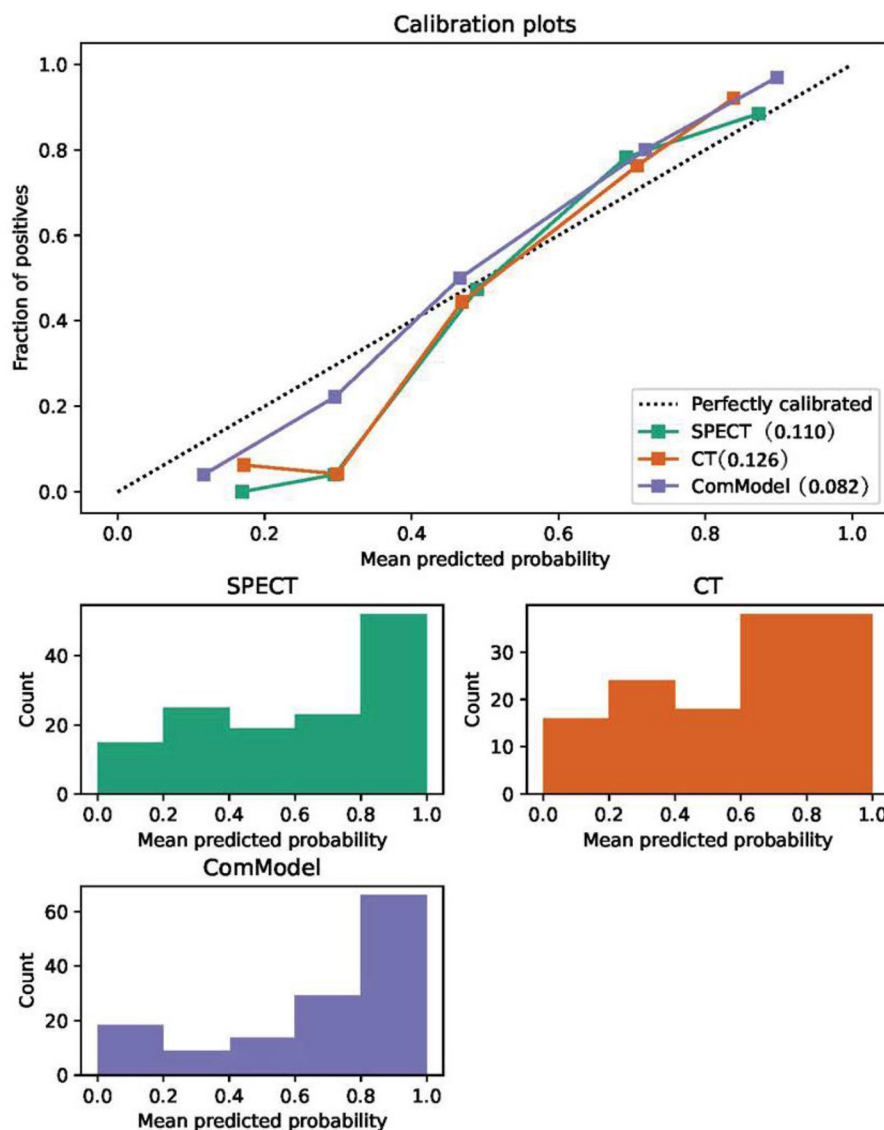 Calibration plots
1.0
0.8
0.6
0.4
0.2
0.0
Fraction of positives
Perfectly calibrated
SPECT (0.110)
CT(0.126)
ComModel (0.082)
0.0 0.2 0.4 0.6 0.8 1.0
Mean predicted probability
SPECT
40
20
0
Count
0.0 0.2 0.4 0.6 0.8 1.0
Mean predicted probability
CT
30
20
10
0
Count
0.0 0.2 0.4 0.6 0.8 1.0
Mean predicted probability
ComModel
60
40
20
0
Count
0.0 0.2 0.4 0.6 0.8 1.0
Mean predicted probability